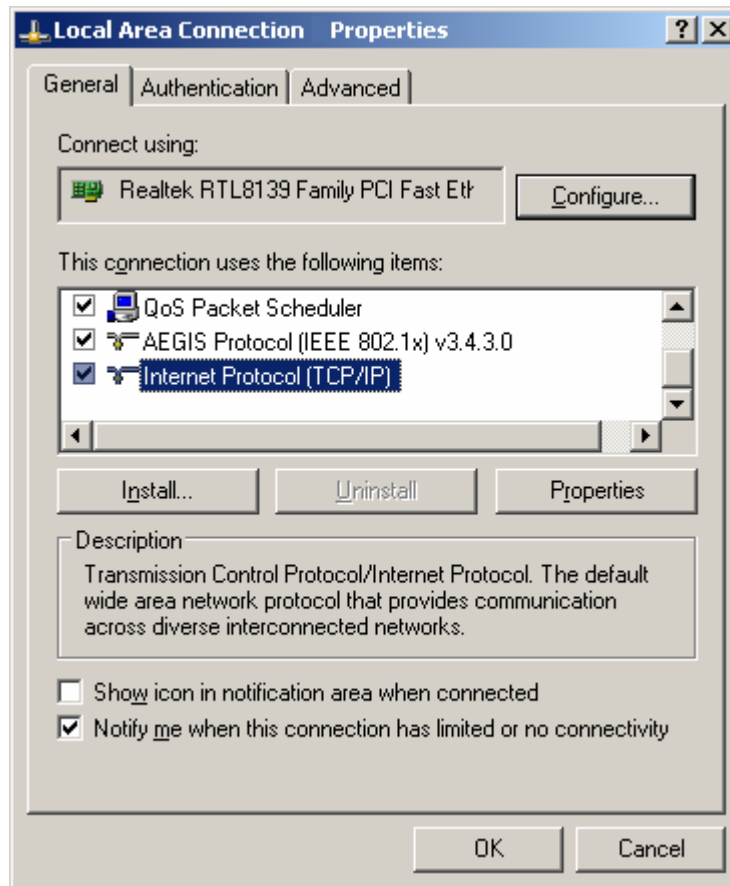 Local Area Connection Properties
General Authentication Advanced
Connect using:
Realtek RTL8139 Family PCI Fast Eth
Configure...
This connection uses the following items:
QoS Packet Scheduler
AEGIS Protocol (IEEE 802.1x) v3.4.3.0
Internet Protocol (TCP/IP)
Install... Uninstall Properties
Description
Transmission Control Protocol/Internet Protocol. The default
wide area network protocol that provides communication
across diverse interconnected networks.
Show icon in notification area when connected
Notify me when this connection has limited or no connectivity
OK Cancel